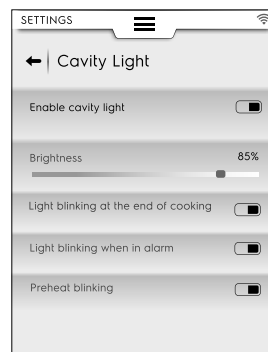 SETTINGS
Cavity Light
Enable cavity light
Brightness 85%
Light blinking at the end of cooking
Light blinking when in alarm
Preheat blinking